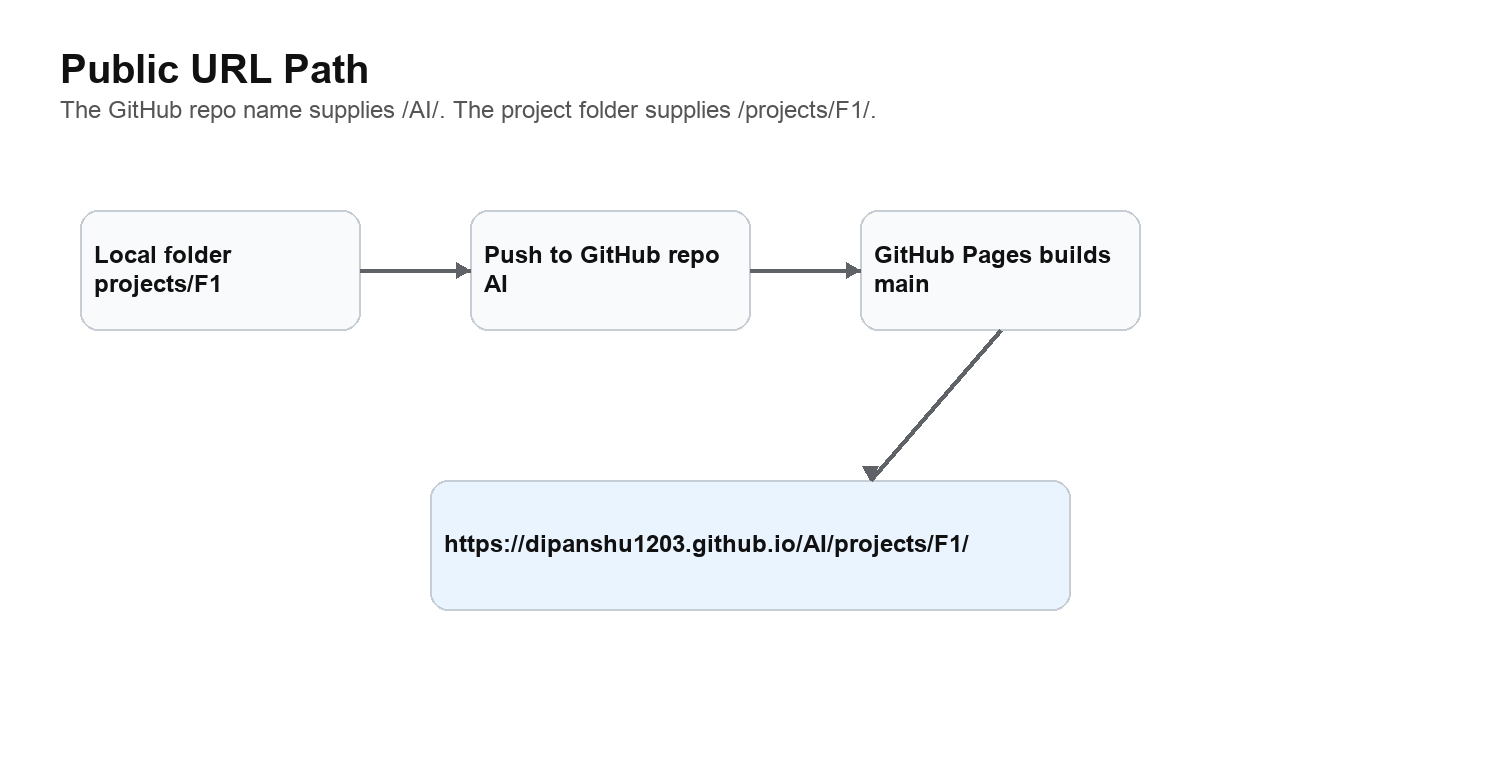 Public URL Path
The GitHub repo name supplies /AI/. The project folder supplies /projects/F1/.
Local folder
projects/F1
Push to GitHub repo
AI
GitHub Pages builds
main
https://dipanshu1203.github.io/AI/projects/F1/